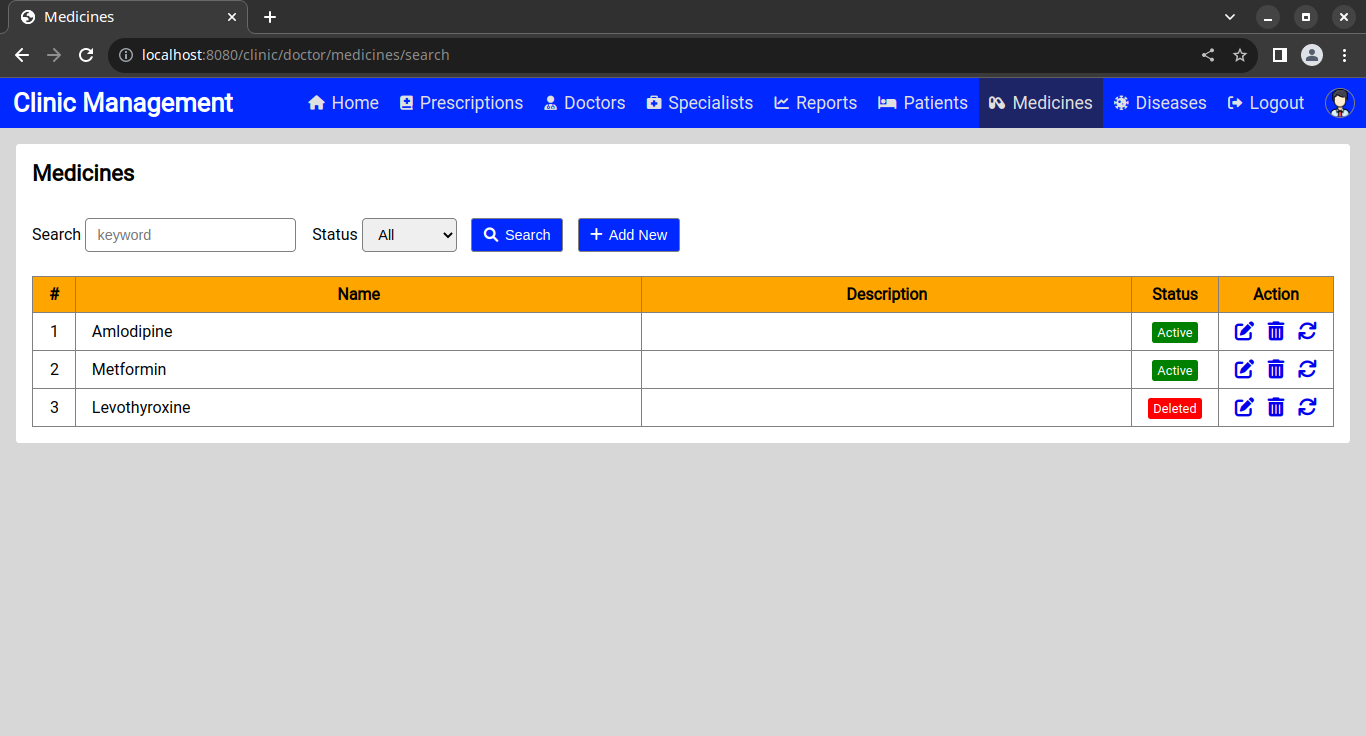 Medicines
localhost:8080/clinic/doctor/medicines/search
Clinic Management Home Prescriptions Doctors Specialists Reports Patients Medicines Diseases Logout
Medicines
Search keyword Status All Search Add New
# Name Description Status Action
1 Amlodipine Active
2 Metformin Active
3 Levothyroxine Deleted